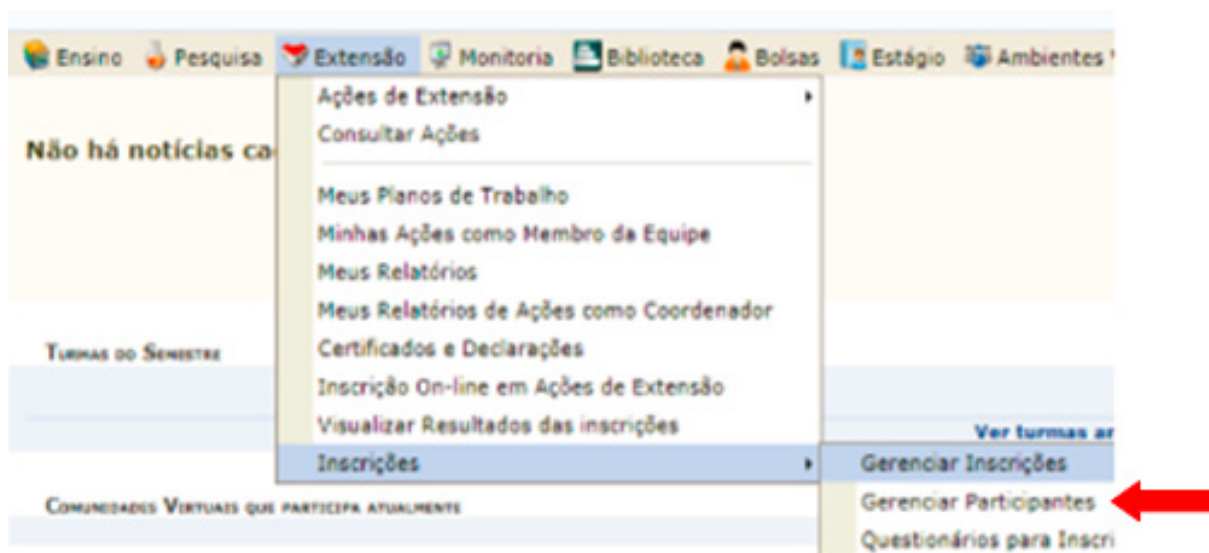 Ensino Pesquisa Extensão Monitoria Biblioteca Bolsas Estágio Ambientes
Ações de Extensão
Consultar Ações
Não há notícias ca
Meus Planos de Trabalho
Minhas Ações como Membro da Equipe
Meus Relatórios
Meus Relatórios de Ações como Coordenador
Turmas do Semestre
Certificados e Declarações
Inscrição On-line em Ações de Extensão
Visualizar Resultados das inscrições
Ver turmas an
Inscrições
Gerenciar Inscrições
Comunidades Virtuais que participa atualmente
Gerenciar Participantes
Questionários para Inscri